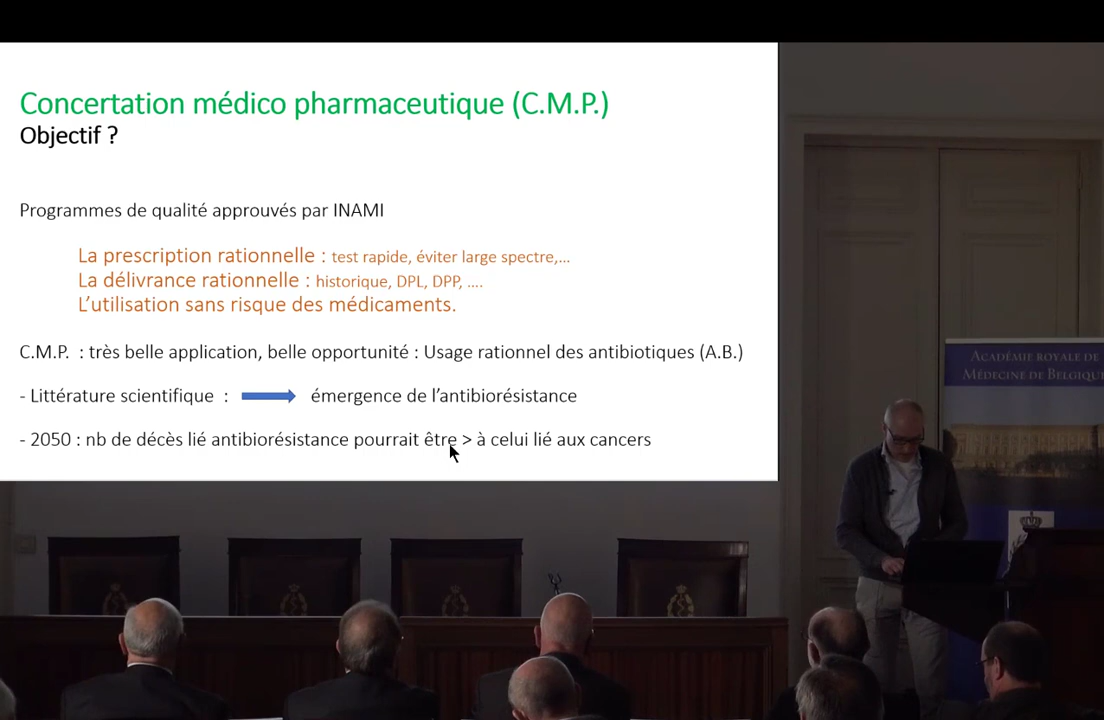 Concertation médico pharmaceutique (C.M.P.)
Objectif ?
Programmes de qualité approuvés par INAMI
La prescription rationnelle : test rapide, éviter large spectre,...
La délivrance rationnelle : historique, DPL, DPP, ....
L'utilisation sans risque des médicaments.
C.M.P. : très belle application, belle opportunité : Usage rationnel des antibiotiques (A.B.)
- Littérature scientifique : émergence de l'antibiorésistance
- 2050 : nb de décès lié antibiorésistance pourrait être > à celui lié aux cancers
ACADÉMIE ROYALE DE
MÉDECINE DE BELGIQUE